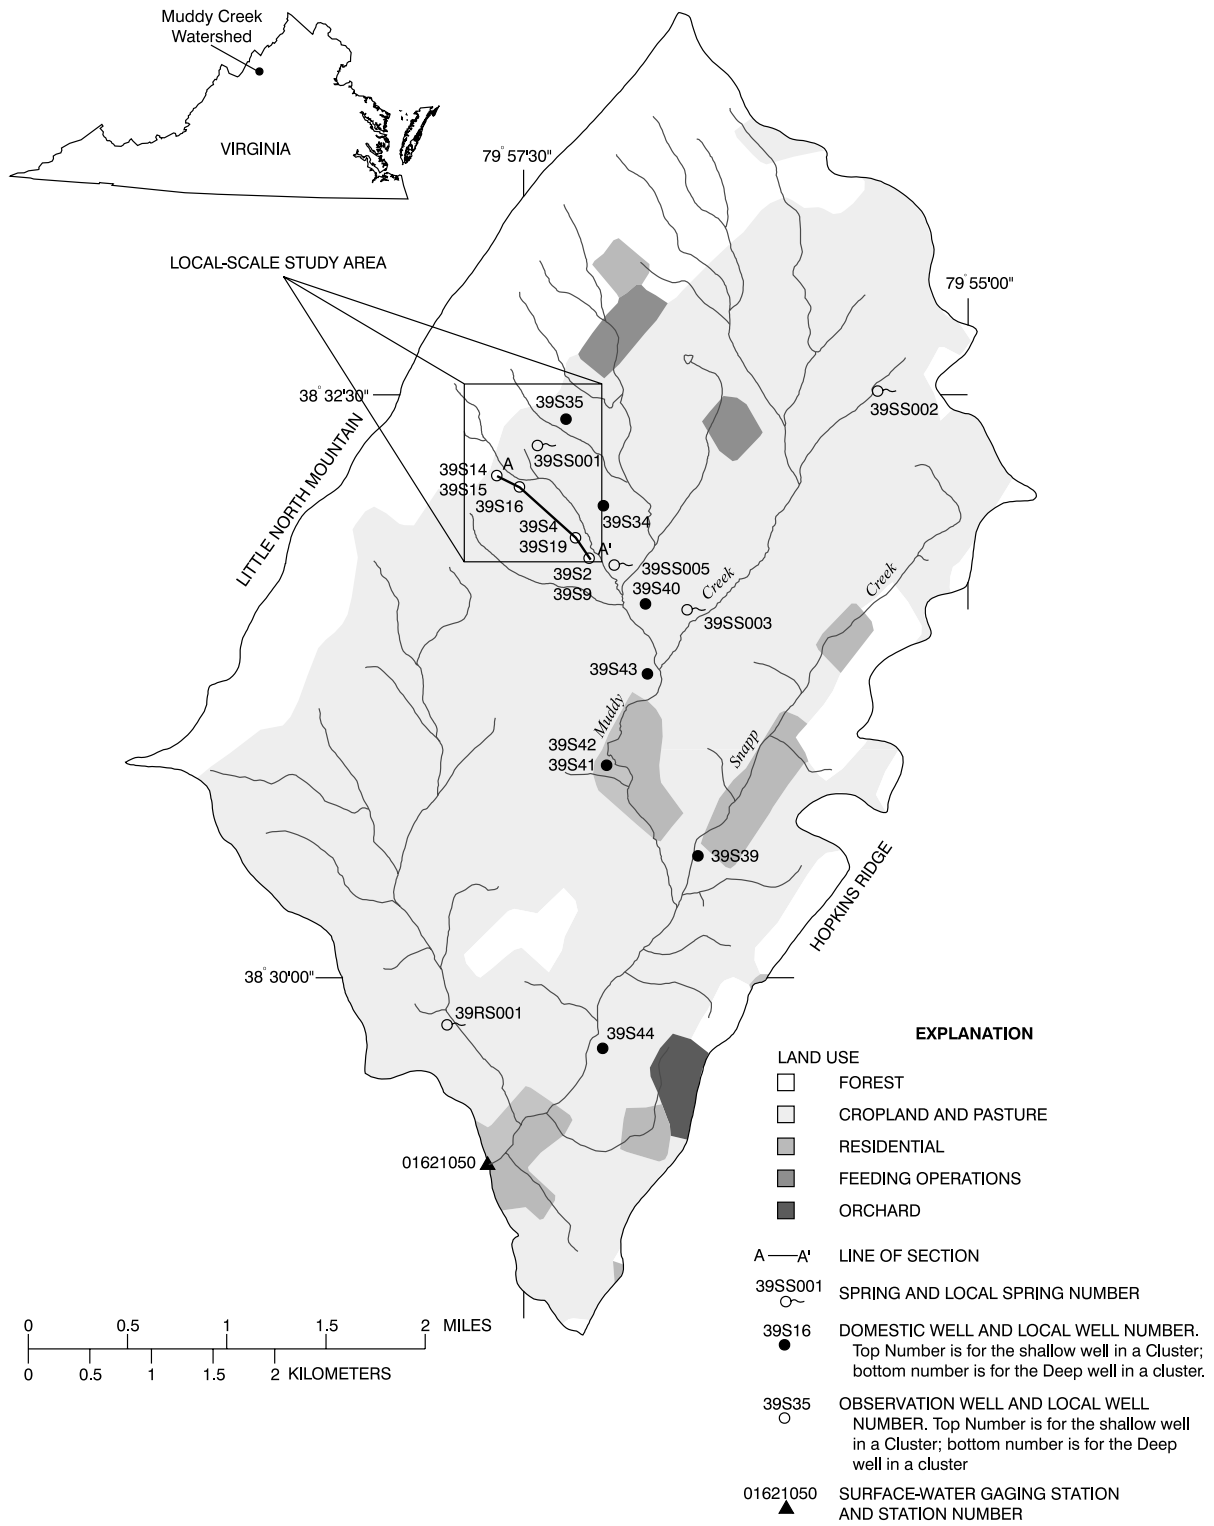 Muddy Creek
Watershed
VIRGINIA
79°57'30"
LOCAL-SCALE STUDY AREA
79°55'00"
38°32'30"
39S35
39SS002
LITTLE NORTH MOUNTAIN
39SS001
39S14
A
39S15
39S16
39S34
39S4
39S19
A'
39S2
39S9
39SS005
39S40
Creek
Creek
39SS003
39S43
Muddy
Snapp
39S42
39S41
39S39
HOPKINS RIDGE
38°30'00"
39RS001
39S44
01621050
EXPLANATION
LAND USE
FOREST
CROPLAND AND PASTURE
RESIDENTIAL
FEEDING OPERATIONS
ORCHARD
A A' LINE OF SECTION
39SS001 SPRING AND LOCAL SPRING NUMBER
39S16 DOMESTIC WELL AND LOCAL WELL NUMBER.
Top Number is for the shallow well in a Cluster;
bottom number is for the Deep well in a cluster.
39S35 OBSERVATION WELL AND LOCAL WELL
NUMBER. Top Number is for the shallow well
in a Cluster; bottom number is for the Deep
well in a cluster
01621050 SURFACE-WATER GAGING STATION
AND STATION NUMBER
0 0.5 1 1.5 2 MILES
0 0.5 1 1.5 2 KILOMETERS